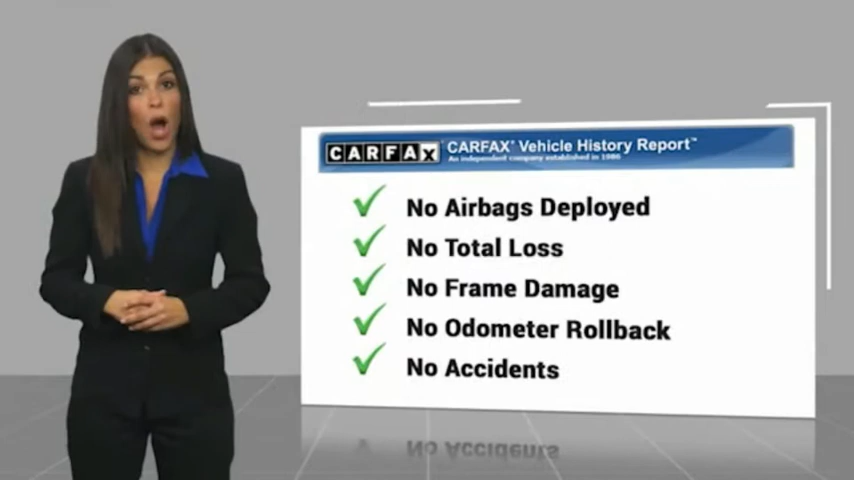 CARFAX CARFAX® Vehicle History Report™
An independent company established in 1986
No Airbags Deployed
No Total Loss
No Frame Damage
No Odometer Rollback
No Accidents